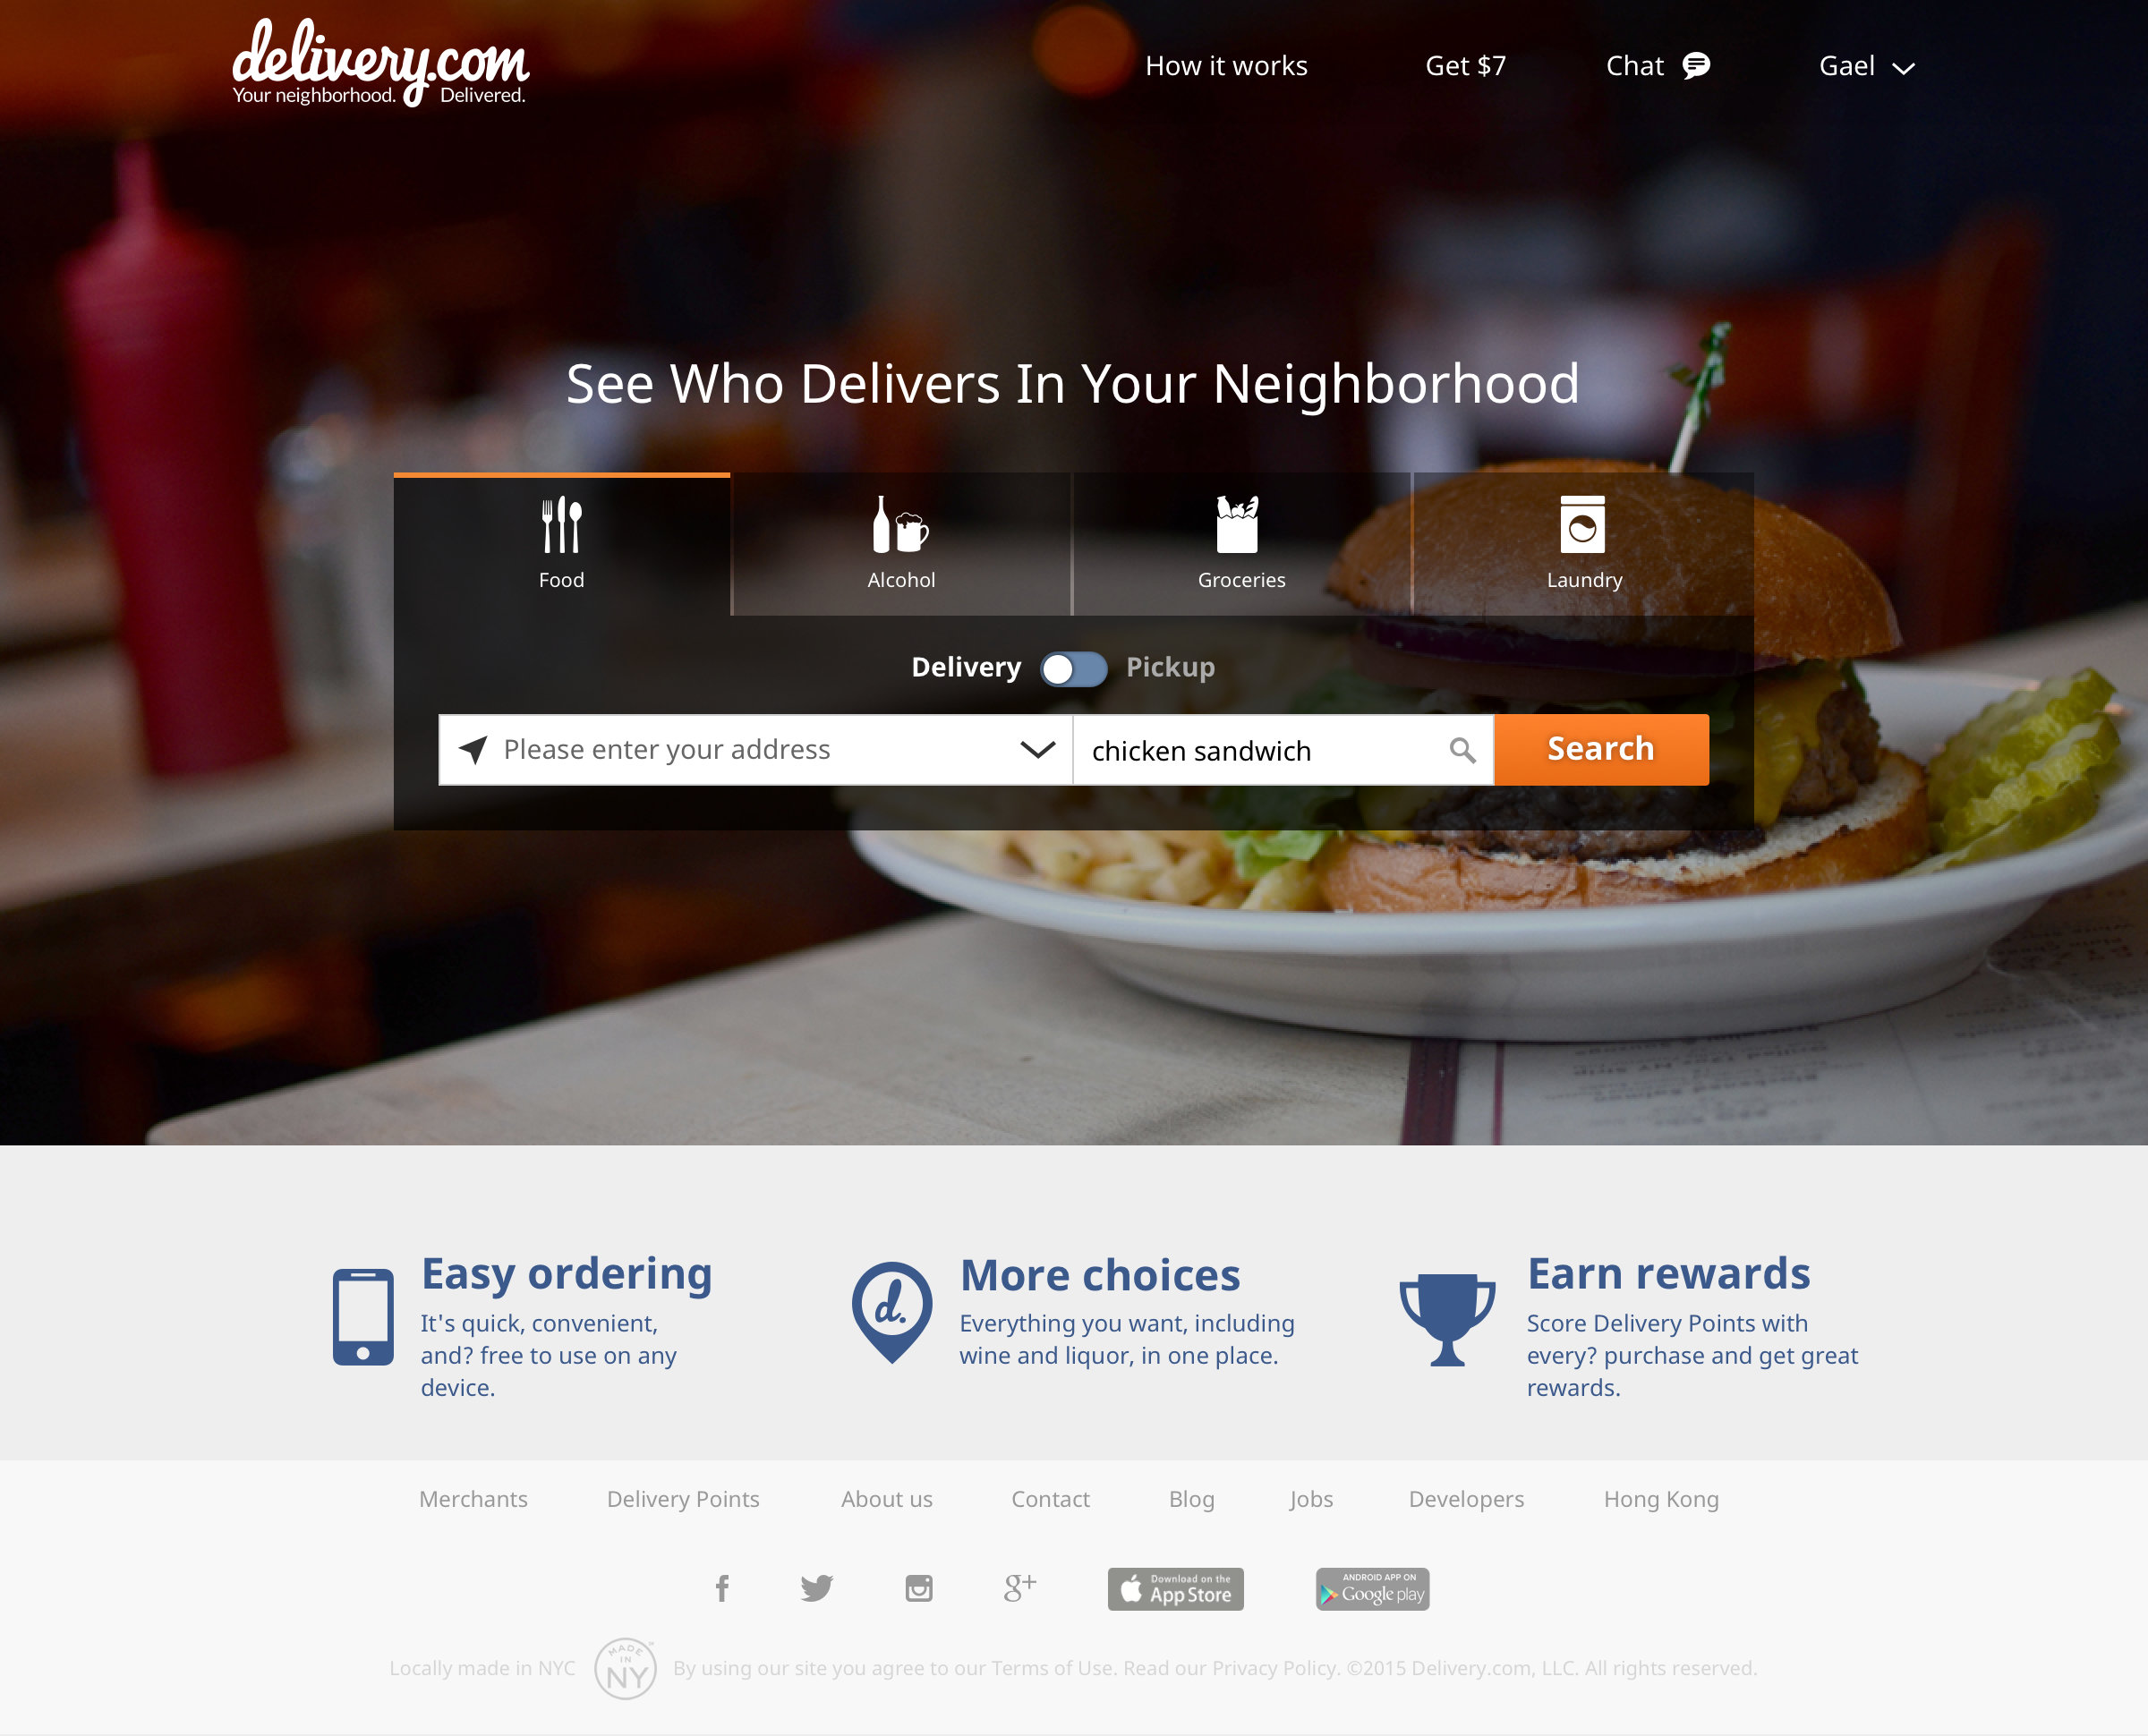 delivery.com
Your neighborhood. Delivered.
How it works
Get $7
Chat
Gael
See Who Delivers In Your Neighborhood
Food
Alcohol
Groceries
Laundry
Delivery
Pickup
Please enter your address
chicken sandwich
Search
Easy ordering
It's quick, convenient,
and? free to use on any
device.
More choices
Everything you want, including
wine and liquor, in one place.
Earn rewards
Score Delivery Points with
every? purchase and get great
rewards.
Merchants
Delivery Points
About us
Contact
Blog
Jobs
Developers
Hong Kong
f
g+
Download on the
App Store
ANDROID APP ON
Google play
Locally made in NYC
MADE
IN
NY
By using our site you agree to our Terms of Use. Read our Privacy Policy. ©2015 Delivery.com, LLC. All rights reserved.